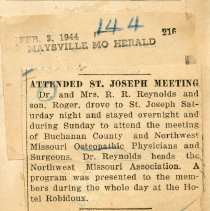 144
216
FEB. 2, 1944
MAYSVILLE MO HERALD
ATTENDED ST. JOSEPH MEETING
Dr. and Mrs. R. R. Reynolds and
son, Roger, drove to St. Joseph Sat-
urday night and stayed overnight and
during Sunday to attend the meeting
of Buchanan County and Northwest
Missouri Osteopathic Physicians and
Surgeons. Dr. Reynolds heads the
Northwest Missouri Association. A
program was presented to the mem-
bers during the whole day at the Ho-
tel Robidoux.